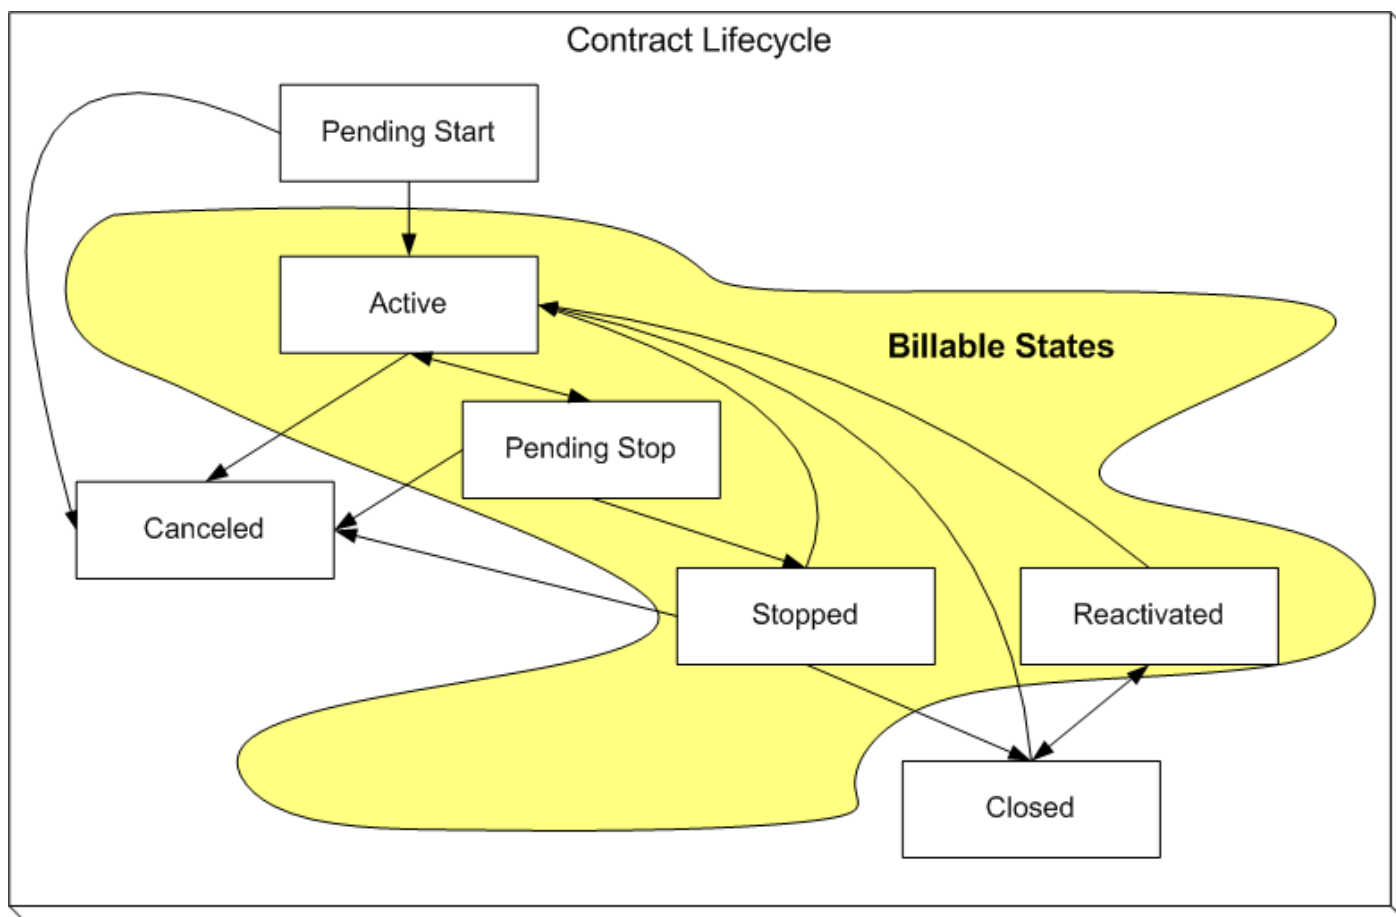 Contract Lifecycle
Pending Start
Active
Billable States
Pending Stop
Canceled
Stopped
Reactivated
Closed